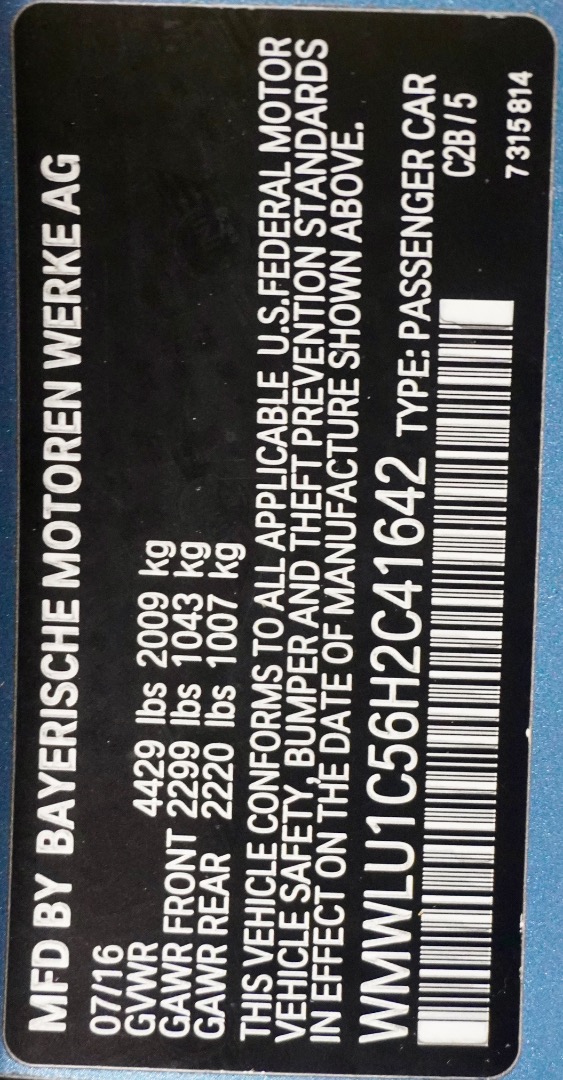 MFD BY BAYERISCHE MOTOREN WERKE AG
07/16
GVWR 4429 lbs 2009 kg
GAWR FRONT 2299 lbs 1043 kg
GAWR REAR 2220 lbs 1007 kg
THIS VEHICLE CONFORMS TO ALL APPLICABLE U.S.FEDERAL MOTOR
VEHICLE SAFETY, BUMPER AND THEFT PREVENTION STANDARDS
IN EFFECT ON THE DATE OF MANUFACTURE SHOWN ABOVE.
WMWLU1C56H2C41642 TYPE: PASSENGER CAR
C2B/5
7315814